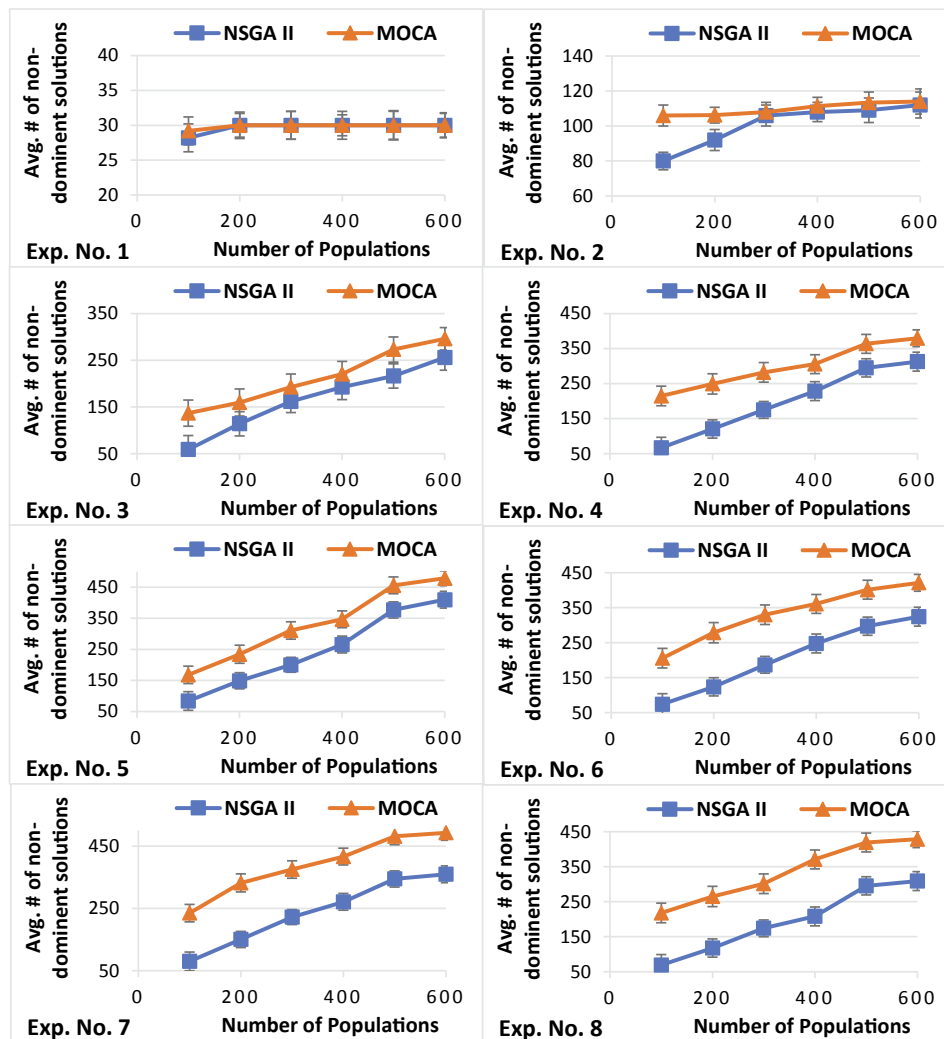 NSGA II MOCA
Avg. # of non-
dominant solutions
40
35
30
25
20
0 200 400 600
Number of Populations
Exp. No. 1
NSGA II MOCA
Avg. # of non-
dominant solutions
140
120
100
80
60
0 200 400 600
Number of Populations
Exp. No. 2
NSGA II MOCA
Avg. # of non-
dominant solutions
350
250
150
50
0 200 400 600
Number of Populations
Exp. No. 3
NSGA II MOCA
Avg. # of non-
dominant solutions
450
350
250
150
50
0 200 400 600
Number of Populations
Exp. No. 4
NSGA II MOCA
Avg. # of non-
dominant solutions
450
350
250
150
50
0 200 400 600
Number of Populations
Exp. No. 5
NSGA II MOCA
Avg. # of non-
dominant solutions
450
350
250
150
50
0 200 400 600
Number of Populations
Exp. No. 6
NSGA II MOCA
Avg. # of non-
dominant solutions
450
250
50
0 200 400 600
Number of Populations
Exp. No. 7
NSGA II MOCA
Avg. # of non-
dominant solutions
450
350
250
150
50
0 200 400 600
Number of Populations
Exp. No. 8